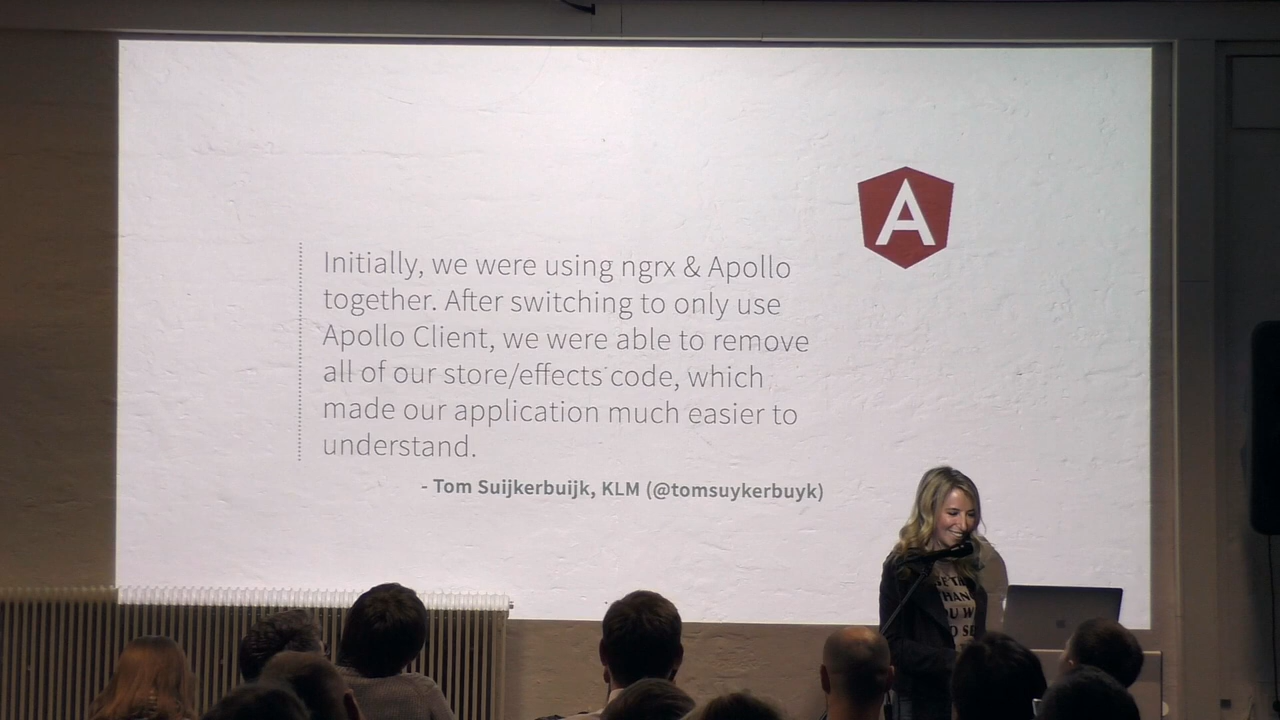 A
Initially, we were using ngrx & Apollo
together. After switching to only use
Apollo Client, we were able to remove
all of our store/effects code, which
made our application much easier to
understand.
- Tom Suijkerbuijk, KLM (@tomsuykerbuyk)